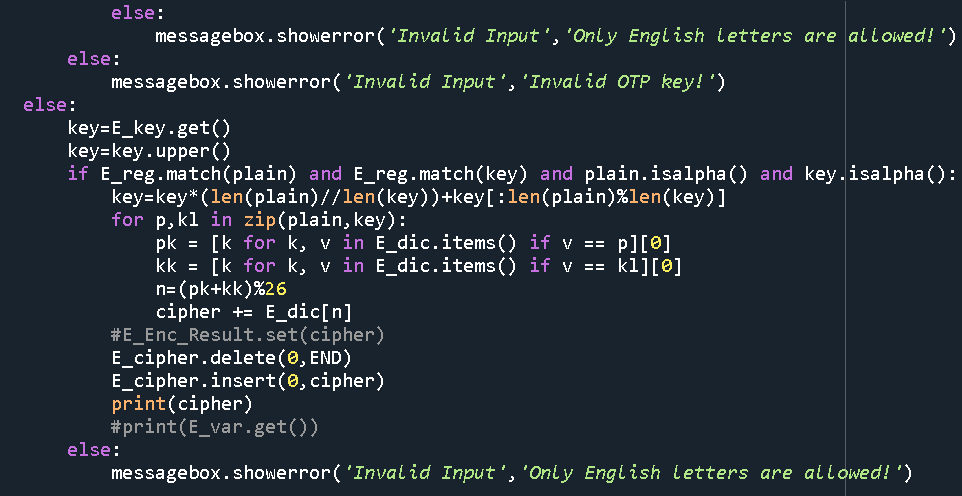 else:
messagebox.showerror('Invalid Input','Only English letters are allowed!')
else:
messagebox.showerror('Invalid Input','Invalid OTP key!')
else:
key=E_key.get()
key=key.upper()
if E_reg.match(plain) and E_reg.match(key) and plain.isalpha() and key.isalpha():
key=key*(len(plain)//len(key))+key[:len(plain)%len(key)]
for p,kl in zip(plain,key):
pk = [k for k, v in E_dic.items() if v == p][0]
kk = [k for k, v in E_dic.items() if v == kl][0]
n=(pk+kk)%26
cipher += E_dic[n]
#E_Enc_Result.set(cipher)
E_cipher.delete(0,END)
E_cipher.insert(0,cipher)
print(cipher)
#print(E_var.get())
else:
messagebox.showerror('Invalid Input','Only English letters are allowed!')